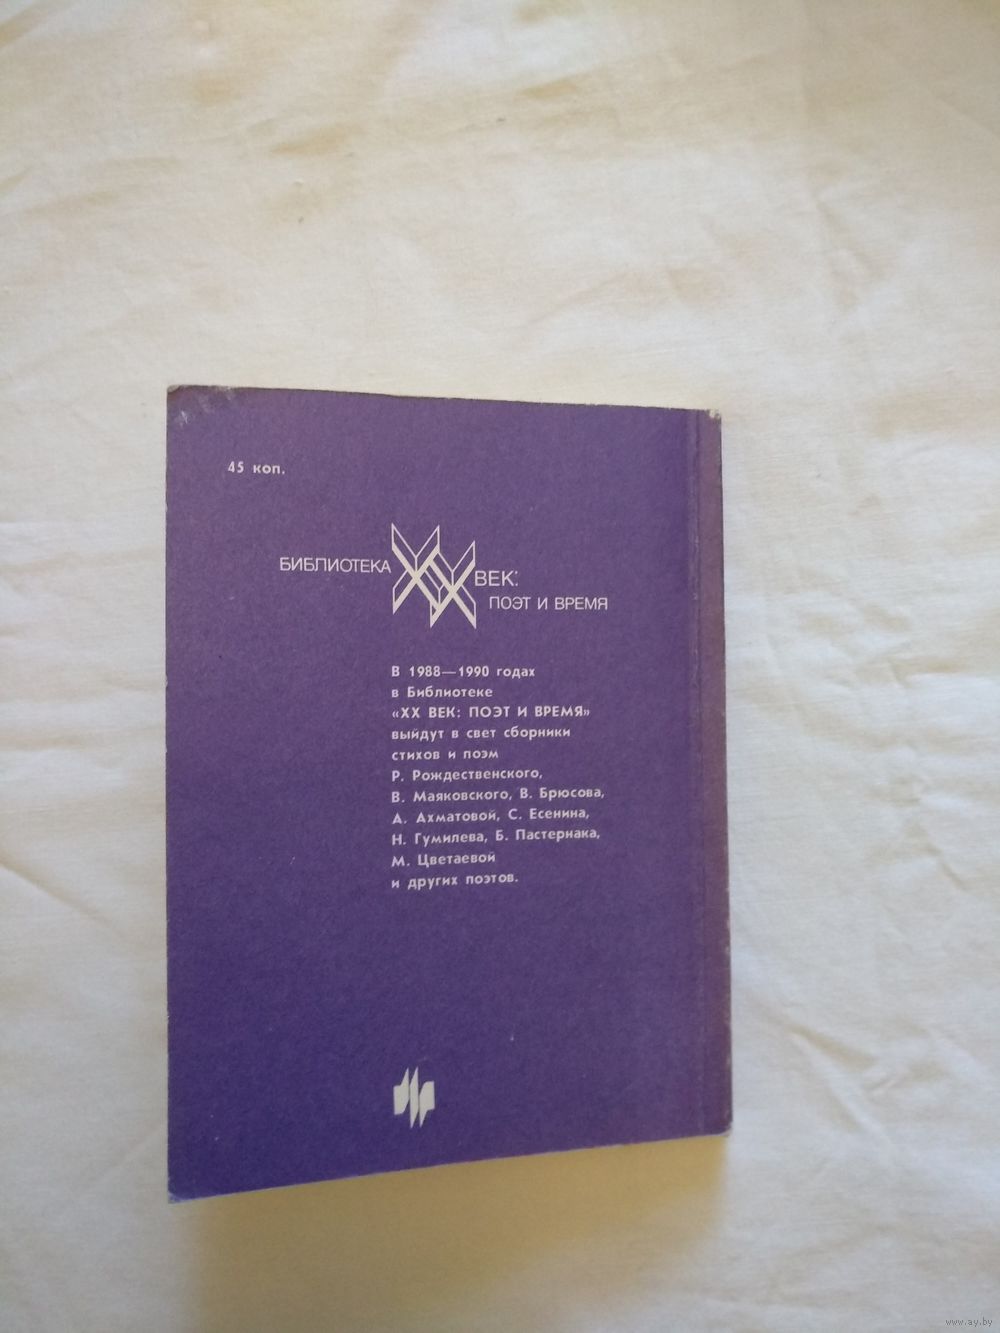 45 коп.
БИБЛИОТЕКА XX ВЕК:
ПОЭТ И ВРЕМЯ
В 1988—1990 годах
в Библиотеке
«XX ВЕК: ПОЭТ И ВРЕМЯ»
выйдут в свет сборники
стихов и поэм
Р. Рождественского,
В. Маяковского, В. Брюсова,
А. Ахматовой, С. Есенина,
Н. Гумилева, Б. Пастернака,
М. Цветаевой
и других поэтов.
www.ay.by